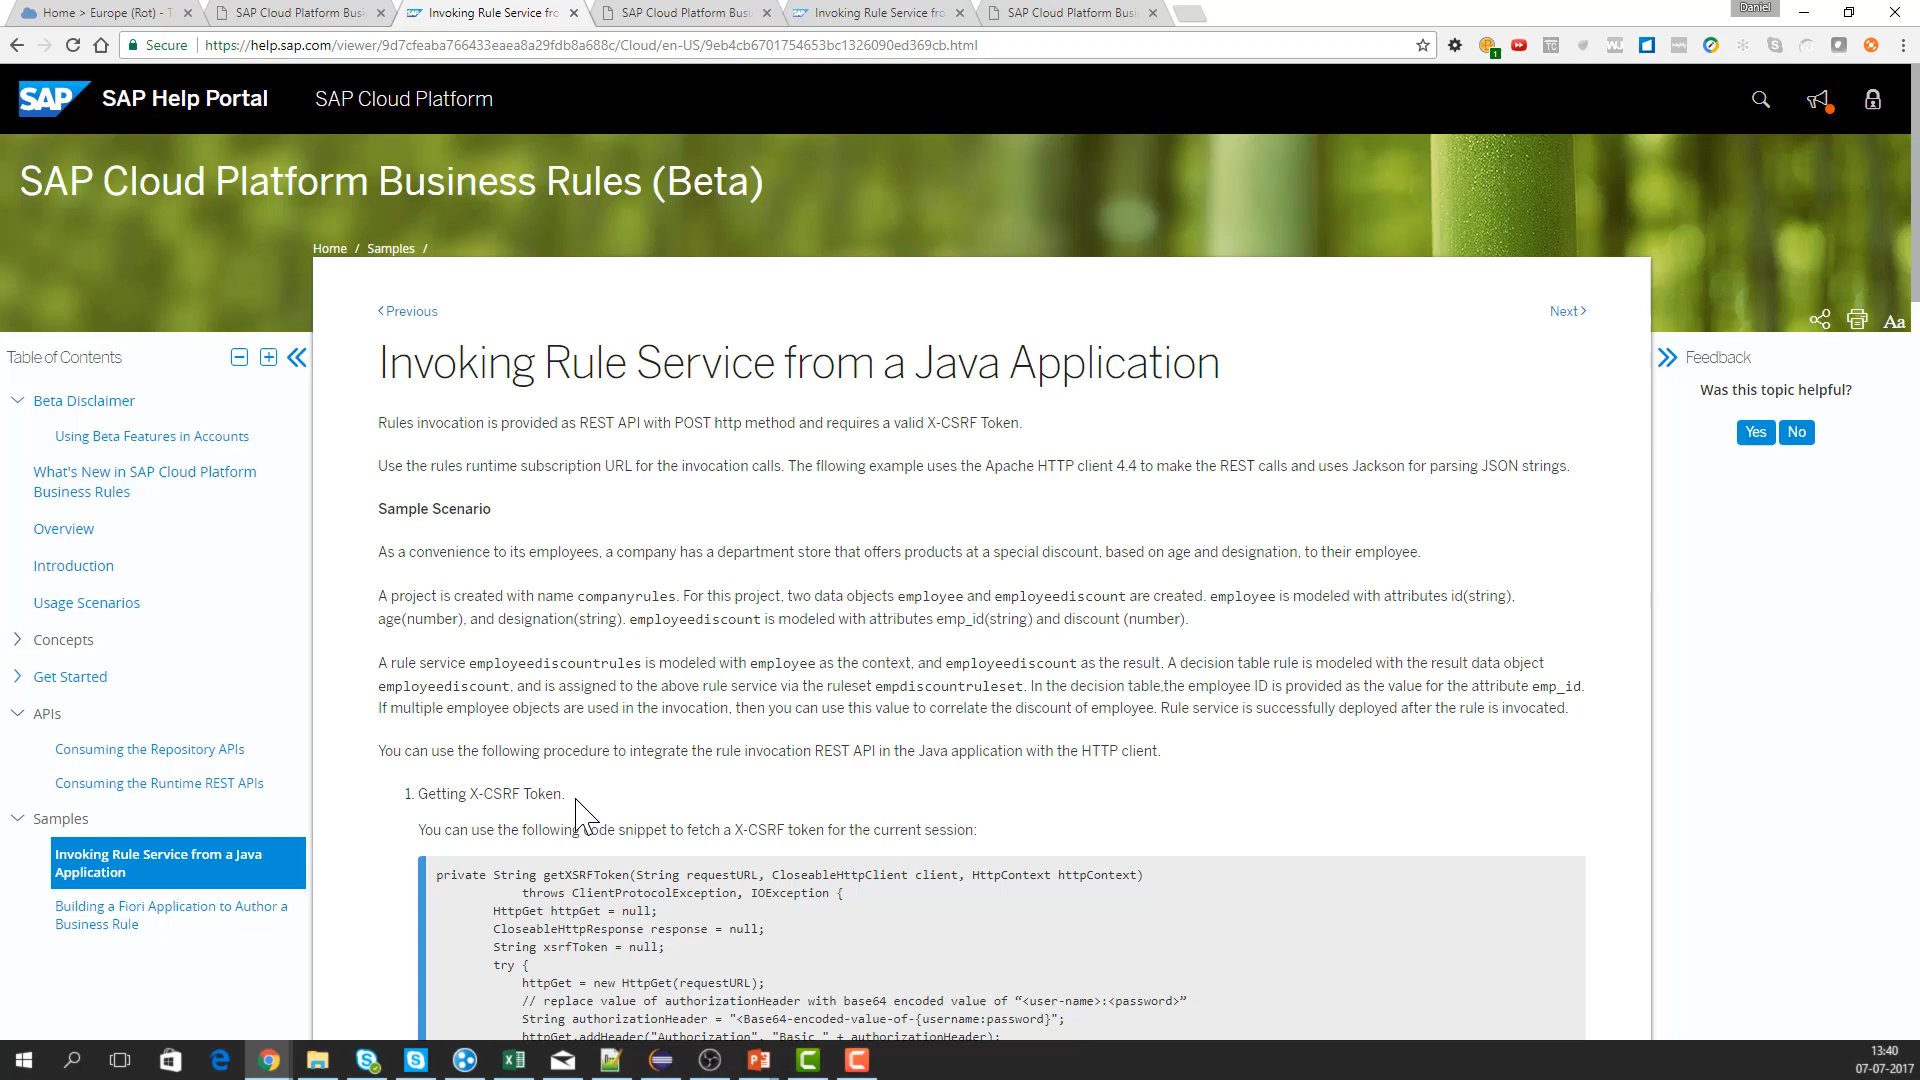 Home > Europe (Rot) - T
SAP Cloud Platform Busi
Invoking Rule Service fro
SAP Cloud Platform Busi
Invoking Rule Service fro
SAP Cloud Platform Busi
Daniel
Secure
https://help.sap.com/viewer/9d7cfeaba766433eaea8a29fdb8a688c/Cloud/en-US/9eb4cb6701754653bc1326090ed369cb.html
SAP
SAP Help Portal
SAP Cloud Platform
SAP Cloud Platform Business Rules (Beta)
Home / Samples /
Aa
Table of Contents
Beta Disclaimer
Using Beta Features in Accounts
What's New in SAP Cloud Platform
Business Rules
Overview
Introduction
Usage Scenarios
Concepts
Get Started
APIs
Consuming the Repository APIs
Consuming the Runtime REST APIs
Samples
Invoking Rule Service from a Java
Application
Building a Fiori Application to Author a
Business Rule
Previous
Next
Invoking Rule Service from a Java Application
Rules invocation is provided as REST API with POST http method and requires a valid X-CSRF Token.
Use the rules runtime subscription URL for the invocation calls. The fllowing example uses the Apache HTTP client 4.4 to make the REST calls and uses Jackson for parsing JSON strings.
Sample Scenario
As a convenience to its employees, a company has a department store that offers products at a special discount, based on age and designation, to their employee.
A project is created with name companyrules. For this project, two data objects employee and employeediscount are created. employee is modeled with attributes id(string),
age(number), and designation(string). employeediscount is modeled with attributes emp_id(string) and discount (number).
A rule service employeediscountrules is modeled with employee as the context, and employeediscount as the result. A decision table rule is modeled with the result data object
employeediscount, and is assigned to the above rule service via the ruleset empdiscountruleset. In the decision table,the employee ID is provided as the value for the attribute emp_id.
If multiple employee objects are used in the invocation, then you can use this value to correlate the discount of employee. Rule service is successfully deployed after the rule is invocated.
You can use the following procedure to integrate the rule invocation REST API in the Java application with the HTTP client.
1. Getting X-CSRF Token.
You can use the following code snippet to fetch a X-CSRF token for the current session:
private String getXSRFToken(String requestURL, CloseableHttpClient client, HttpContext httpContext)
throws ClientProtocolException, IOException {
HttpGet httpGet = null;
CloseableHttpResponse response = null;
String xsrfToken = null;
try {
httpGet = new HttpGet(requestURL);
// replace value of authorizationHeader with base64 encoded value of “<user-name>:<password>”
String authorizationHeader = "<Base64-encoded-value-of-{username:password}";
httpGet.addHeader("Authorization", "Basic " + authorizationHeader);
Feedback
Was this topic helpful?
Yes
No
13:40
07-07-2017